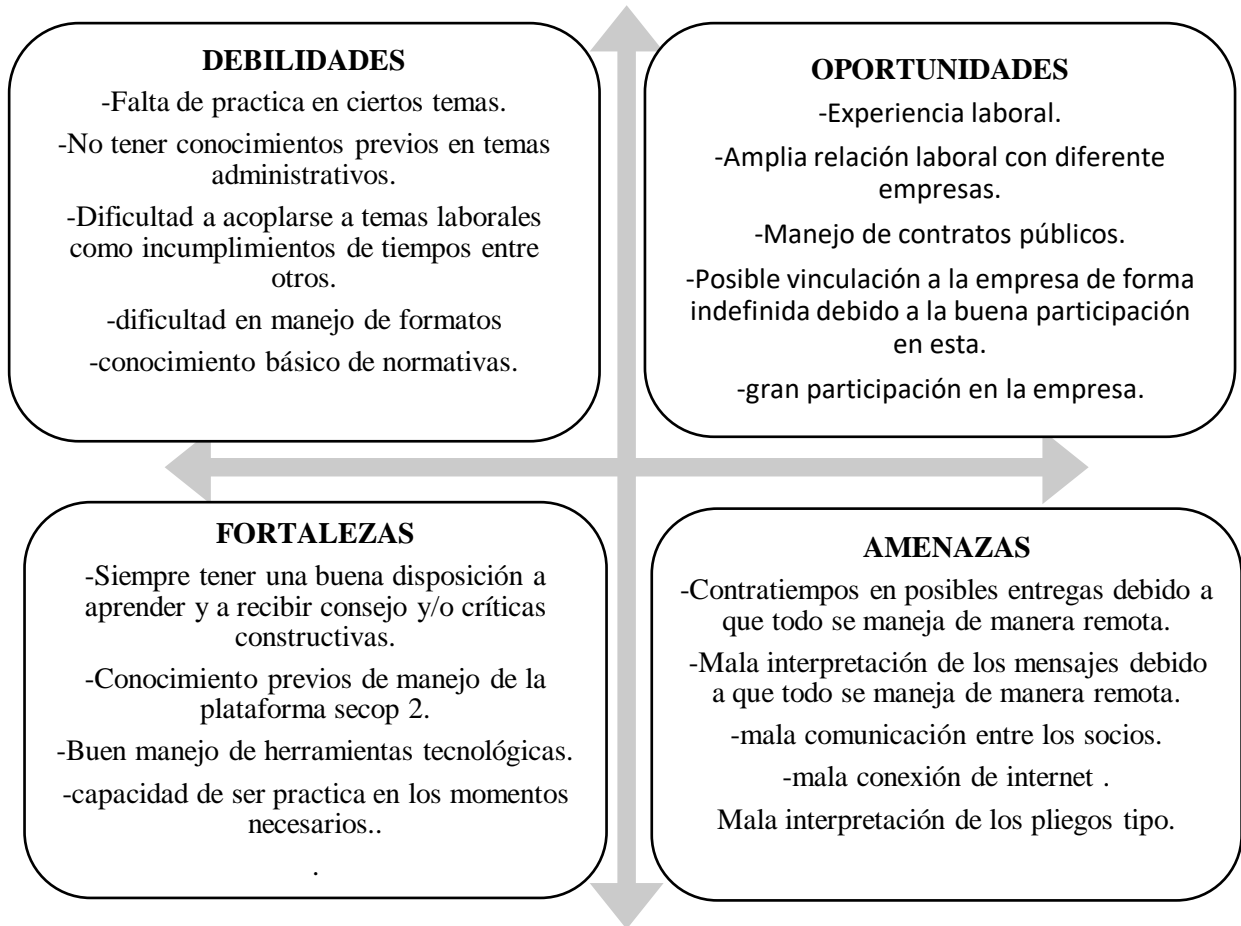 DEBILIDADES
-Falta de practica en ciertos temas.
-No tener conocimientos previos en temas
administrativos.
-Dificultad a acoplarse a temas laborales
como incumplimientos de tiempos entre
otros.
-dificultad en manejo de formatos
-conocimiento básico de normativas.
OPORTUNIDADES
-Experiencia laboral.
-Amplia relación laboral con diferente
empresas.
-Manejo de contratos públicos.
-Posible vinculación a la empresa de forma
indefinida debido a la buena participación
en esta.
-gran participación en la empresa.
FORTALEZAS
-Siempre tener una buena disposición a
aprender y a recibir consejo y/o críticas
constructivas.
-Conocimiento previos de manejo de la
plataforma secop 2.
-Buen manejo de herramientas tecnológicas.
-capacidad de ser practica en los momentos
necesarios..
.
AMENAZAS
-Contratiempos en posibles entregas debido a
que todo se maneja de manera remota.
-Mala interpretación de los mensajes debido
a que todo se maneja de manera remota.
-mala comunicación entre los socios.
-mala conexión de internet .
Mala interpretación de los pliegos tipo.